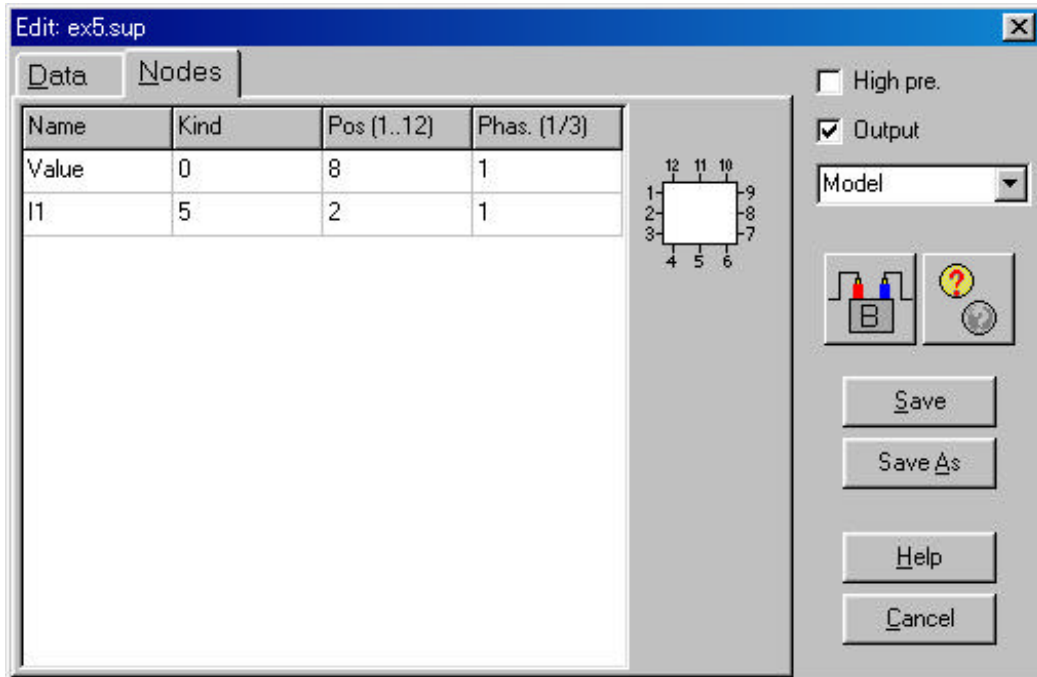 Edit: ex5.sup
Data Nodes
Name Kind Pos (1..12) Phas. (1/3)
Value 0 8 1
I1 5 2 1
12 11 10
1 9
2 8
3 7
4 5 6
High pre.
Output
Model
B
?
?
Save
Save As
Help
Cancel